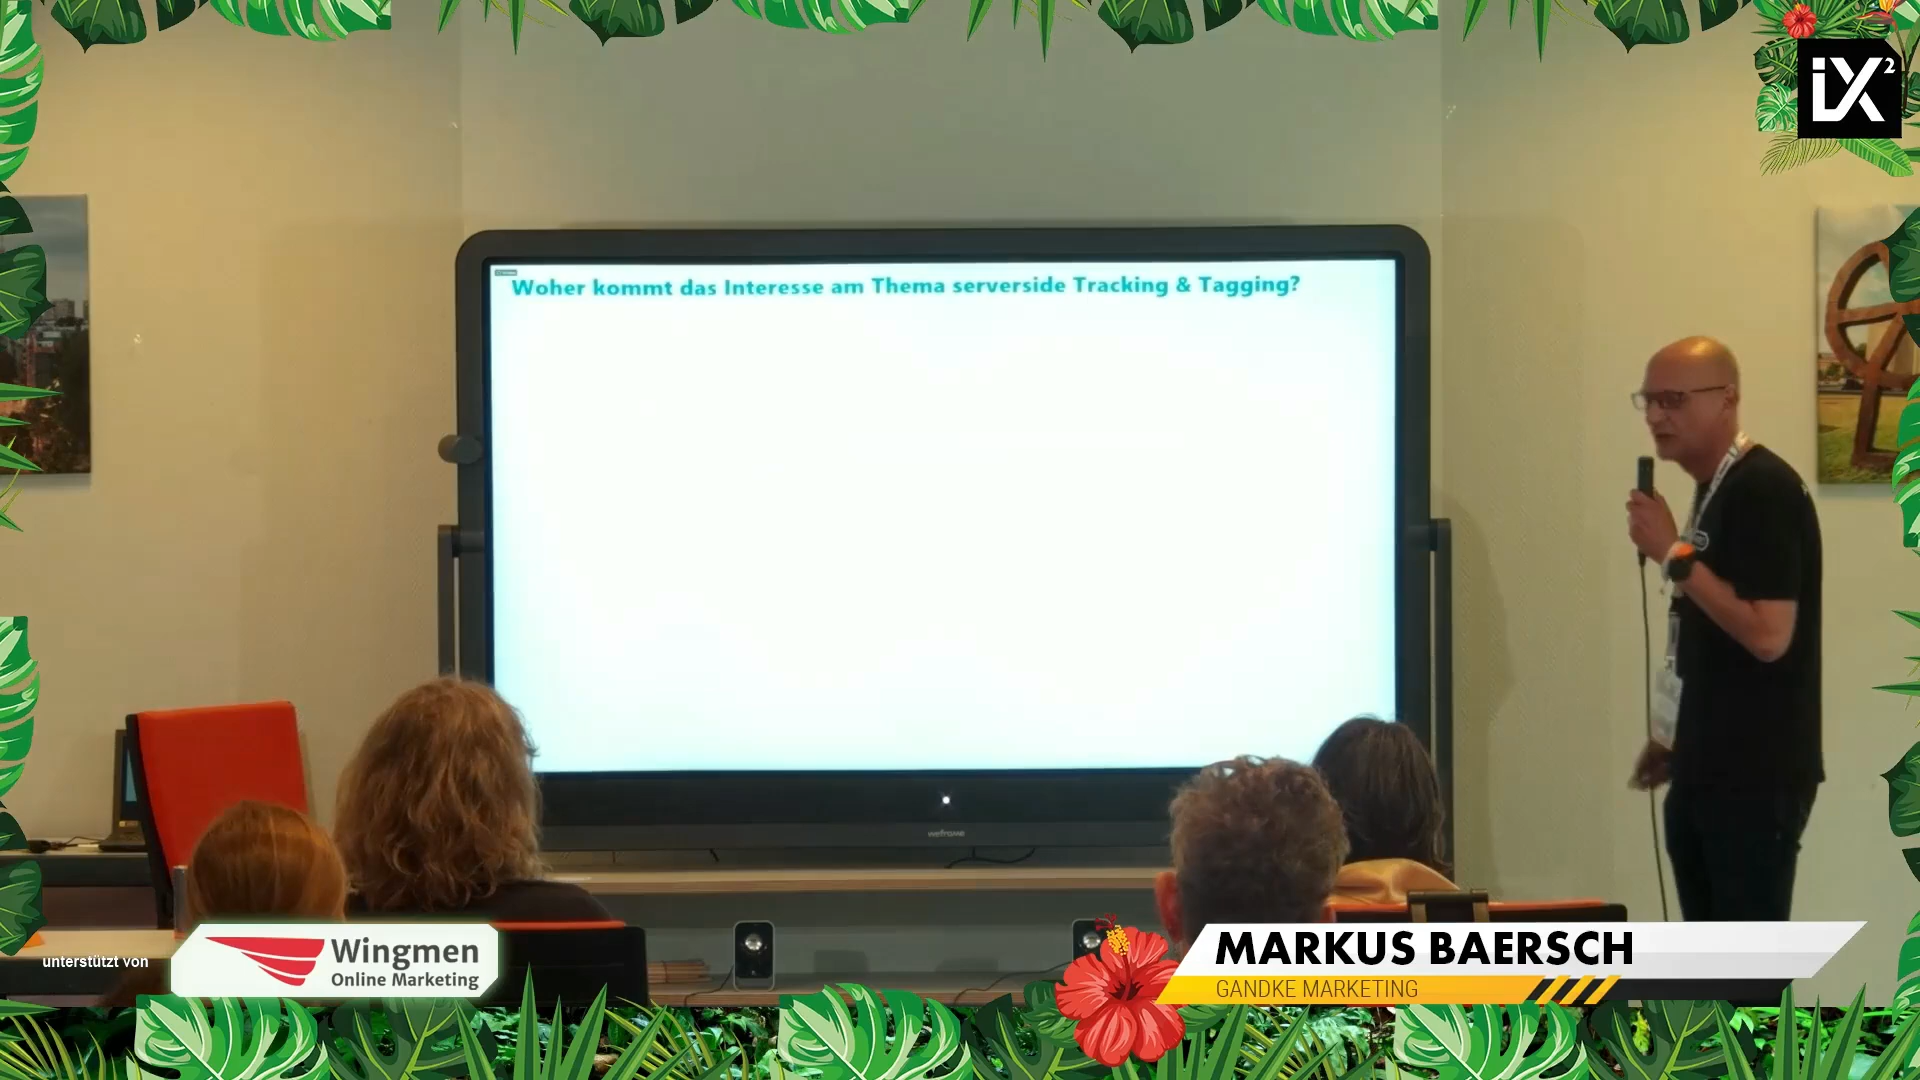 iX²
Woher kommt das Interesse am Thema serverside Tracking & Tagging?
weframe
unterstützt von
Wingmen
Online Marketing
MARKUS BAERSCH
GANDKE MARKETING